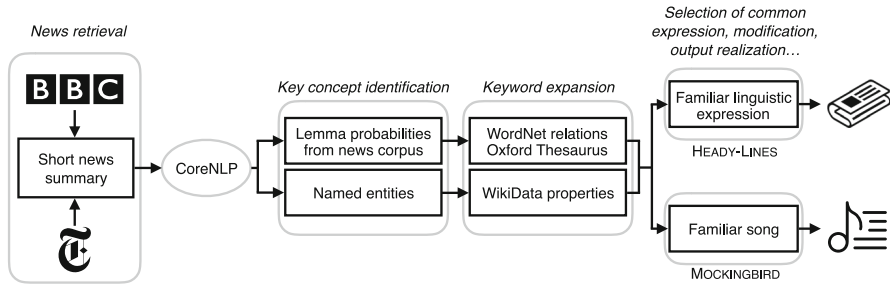 News retrieval
BBC
Short news
summary
T
CoreNLP
Key concept identification
Lemma probabilities
from news corpus
Named entities
Keyword expansion
WordNet relations
Oxford Thesaurus
WikiData properties
Selection of common
expression, modification,
output realization…
Familiar linguistic
expression
HEADY-LINES
Familiar song
MOCKINGBIRD